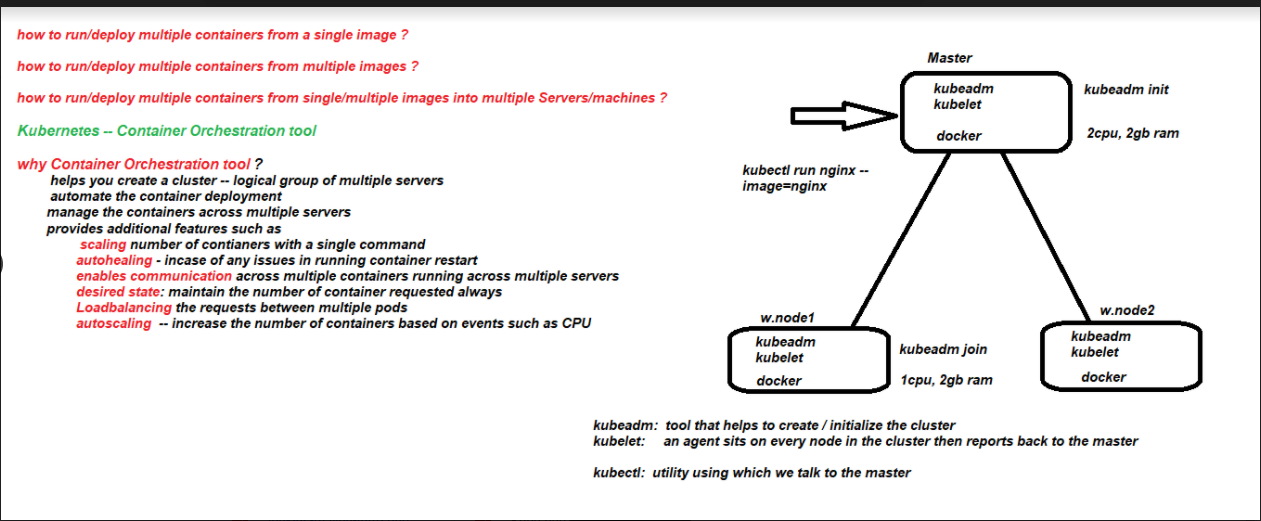 how to run/deploy multiple containers from a single image ?
how to run/deploy multiple containers from multiple images ?
how to run/deploy multiple containers from single/multiple images into multiple Servers/machines ?
Kubernetes -- Container Orchestration tool
why Container Orchestration tool ?
helps you create a cluster -- logical group of multiple servers
automate the container deployment
manage the containers across multiple servers
provides additional features such as
scaling number of contianers with a single command
autohealing - incase of any issues in running container restart
enables communication across multiple containers running across multiple servers
desired state: maintain the number of container requested always
Loadbalancing the requests between multiple pods
autoscaling -- increase the number of containers based on events such as CPU
Master
kubeadm
kubelet
docker
kubeadm init
2cpu, 2gb ram
kubectl run nginx --
image=nginx
w.node1
kubeadm
kubelet
docker
kubeadm join
1cpu, 2gb ram
w.node2
kubeadm
kubelet
docker
kubeadm: tool that helps to create / initialize the cluster
kubelet: an agent sits on every node in the cluster then reports back to the master
kubectl: utility using which we talk to the master